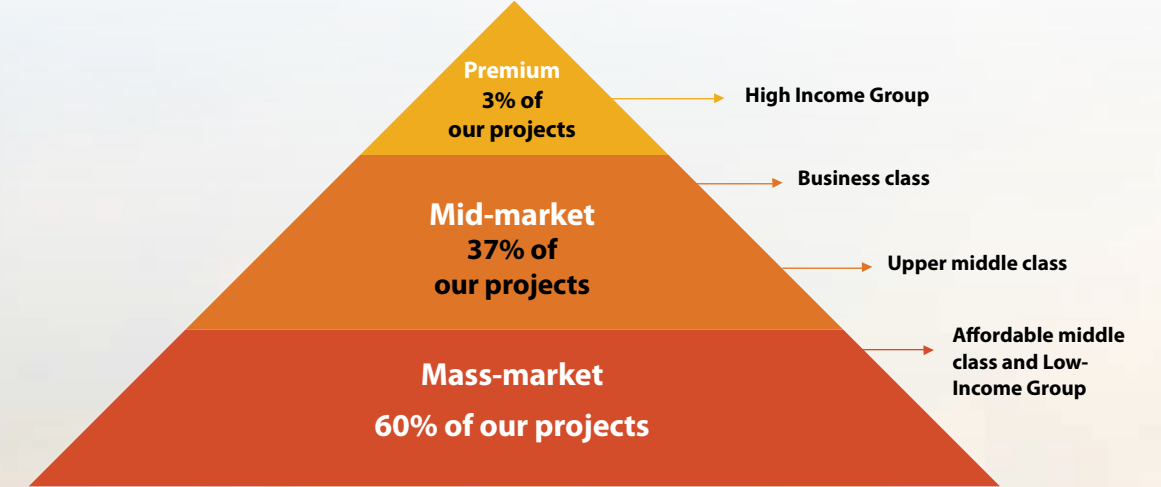 Premium
3% of
our projects
High Income Group
Business class
Mid-market
37% of
our projects
Upper middle class
Affordable middle
class and Low-
Income Group
Mass-market
60% of our projects